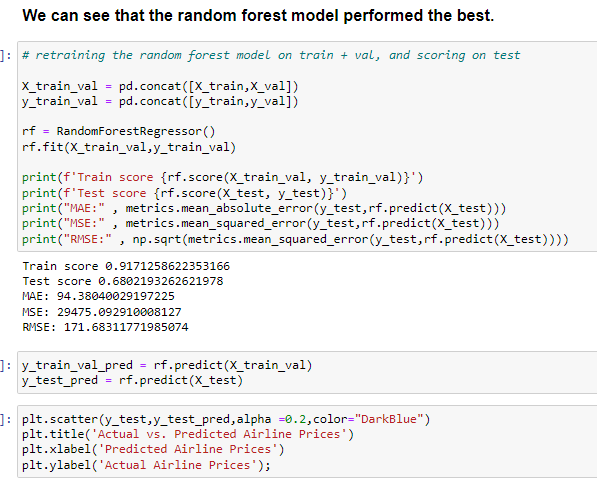 We can see that the random forest model performed the best.
]: # retraining the random forest model on train + val, and scoring on test
X_train_val = pd.concat([X_train,X_val])
y_train_val = pd.concat([y_train,y_val])
rf = RandomForestRegressor()
rf.fit(X_train_val,y_train_val)
print(f'Train score {rf.score(X_train_val, y_train_val)}')
print(f'Test score {rf.score(X_test, y_test)}')
print("MAE:" , metrics.mean_absolute_error(y_test,rf.predict(X_test)))
print("MSE:" , metrics.mean_squared_error(y_test,rf.predict(X_test)))
print("RMSE:" , np.sqrt(metrics.mean_squared_error(y_test,rf.predict(X_test))))
Train score 0.9171258622353166
Test score 0.6802193262621978
MAE: 94.38040029197225
MSE: 29475.092910008127
RMSE: 171.68311771985074
]: y_train_val_pred = rf.predict(X_train_val)
y_test_pred = rf.predict(X_test)
]: plt.scatter(y_test,y_test_pred,alpha =0.2,color="DarkBlue")
plt.title('Actual vs. Predicted Airline Prices')
plt.xlabel('Predicted Airline Prices')
plt.ylabel('Actual Airline Prices');